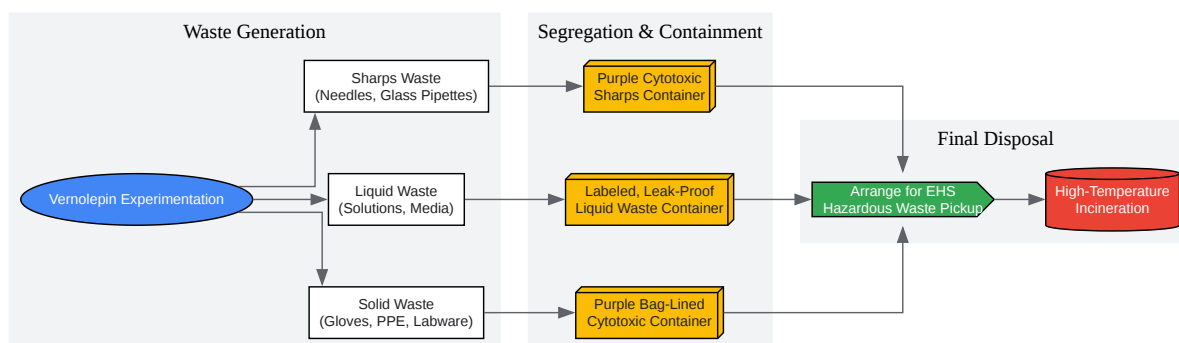 Waste Generation
Segregation & Containment
Sharps Waste
(Needles, Glass Pipettes)
Purple Cytotoxic
Sharps Container
Final Disposal
Vernolepin Experimentation
Liquid Waste
(Solutions, Media)
Labeled, Leak-Proof
Liquid Waste Container
Arrange for EHS
Hazardous Waste Pickup
High-Temperature
Incineration
Solid Waste
(Gloves, PPE, Labware)
Purple Bag-Lined
Cytotoxic Container